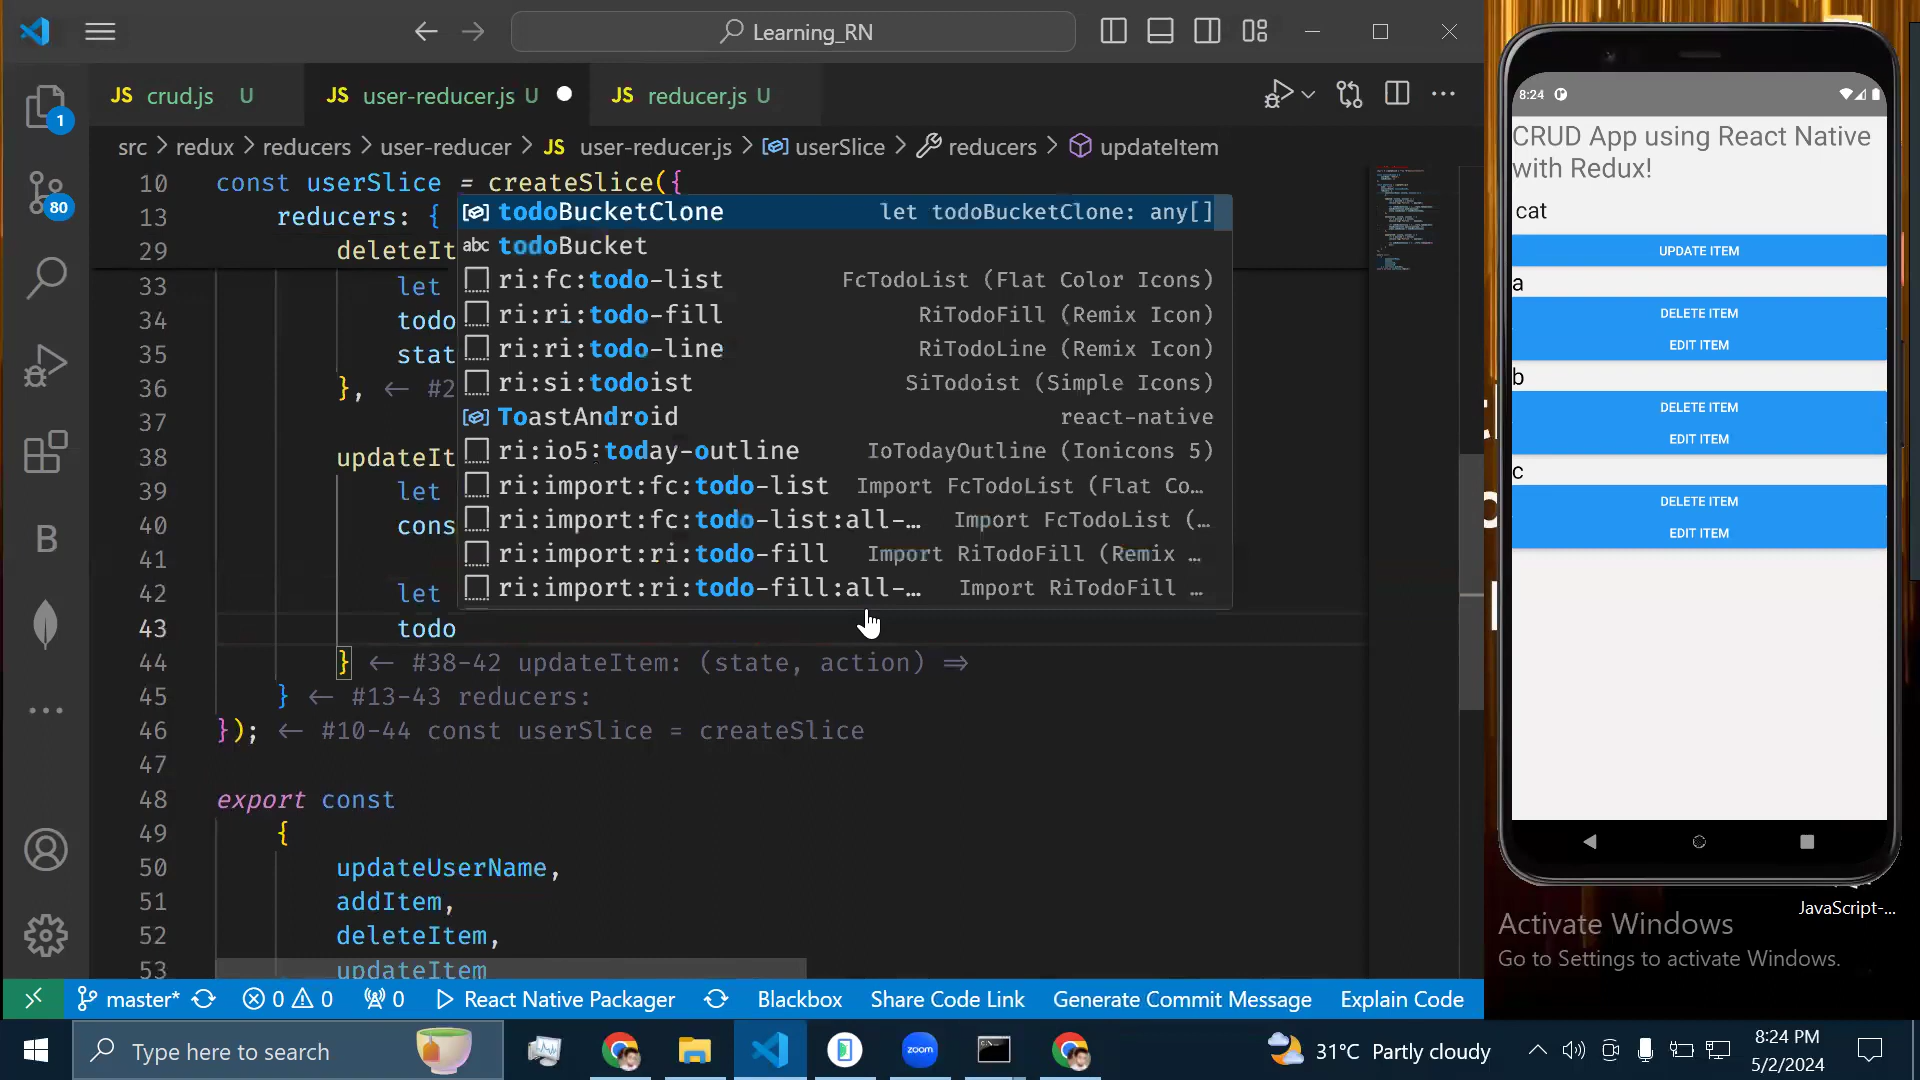 Learning_RN
JS crud.js U
JS user-reducer.js U
JS reducer.js U
src > redux > reducers > user-reducer > JS user-reducer.js > userSlice > reducers > updateItem
10 const userSlice = createSlice({
13 reducers: {
29 deleteIt
33 let
34 todo
35 stat
36 }, ← #2
37
38 updateIt
39 let
40 cons
41
42 let
43 todo
44 } ← #38-42 updateItem: (state, action) ⇒
45 } ← #13-43 reducers:
46 }); ← #10-44 const userSlice = createSlice
47
48 export const
49 {
50 updateUserName,
51 addItem,
52 deleteItem,
53 updateItem
todoBucketClone let todoBucketClone: any[]
abc todoBucket
ri:fc:todo-list FcTodoList (Flat Color Icons)
ri:ri:todo-fill RiTodoFill (Remix Icon)
ri:ri:todo-line RiTodoLine (Remix Icon)
ri:si:todoist SiTodoist (Simple Icons)
ToastAndroid react-native
ri:io5:today-outline IoTodayOutline (Ionicons 5)
ri:import:fc:todo-list Import FcTodoList (Flat Co…
ri:import:fc:todo-list:all-… Import FcTodoList (…
ri:import:ri:todo-fill Import RiTodoFill (Remix …
ri:import:ri:todo-fill:all-… Import RiTodoFill …
1
80
B
master* 0 0 0 React Native Packager Blackbox Share Code Link Generate Commit Message Explain Code
8:24
CRUD App using React Native
with Redux!
cat
UPDATE ITEM
a
DELETE ITEM
EDIT ITEM
b
DELETE ITEM
EDIT ITEM
c
DELETE ITEM
EDIT ITEM
JavaScript-...
Activate Windows
Go to Settings to activate Windows.
Type here to search
zoom
31°C Partly cloudy
8:24 PM
5/2/2024